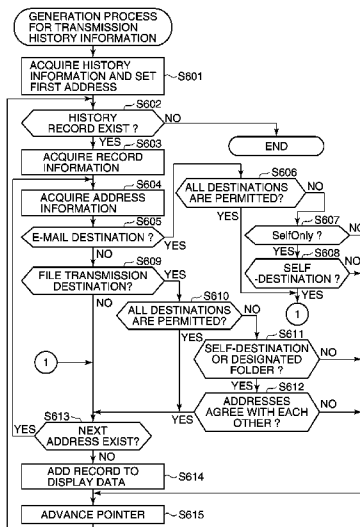 GENERATION PROCESS
FOR TRANSMISSION
HISTORY INFORMATION
ACQUIRE HISTORY
INFORMATION AND SET
FIRST ADDRESS
S601
S602
HISTORY
RECORD EXIST ?
NO
YES
END
S603
ACQUIRE RECORD
INFORMATION
S604
ACQUIRE ADDRESS
INFORMATION
S605
E-MAIL DESTINATION ?
YES
NO
S606
ALL DESTINATIONS
ARE PERMITTED?
NO
YES
S607
SelfOnly ?
NO
YES
S608
SELF
-DESTINATION ?
NO
YES
1
S609
FILE TRANSMISSION
DESTINATION?
YES
NO
S610
ALL DESTINATIONS
ARE PERMITTED?
NO
YES
S611
SELF-DESTINATION
OR DESIGNATED
FOLDER ?
NO
YES
S612
ADDRESSES
AGREE WITH EACH
OTHER ?
NO
YES
1
S613
NEXT
ADDRESS EXIST?
YES
NO
ADD RECORD TO
DISPLAY DATA
S614
ADVANCE POINTER
S615